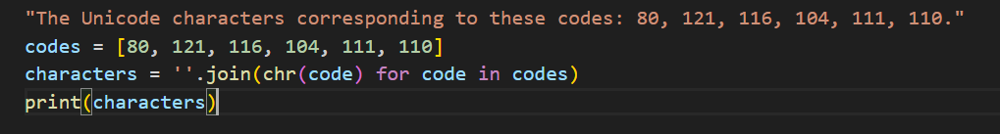 "The Unicode characters corresponding to these codes: 80, 121, 116, 104, 111, 110."
codes = [80, 121, 116, 104, 111, 110]
characters = ''.join(chr(code) for code in codes)
print(characters)